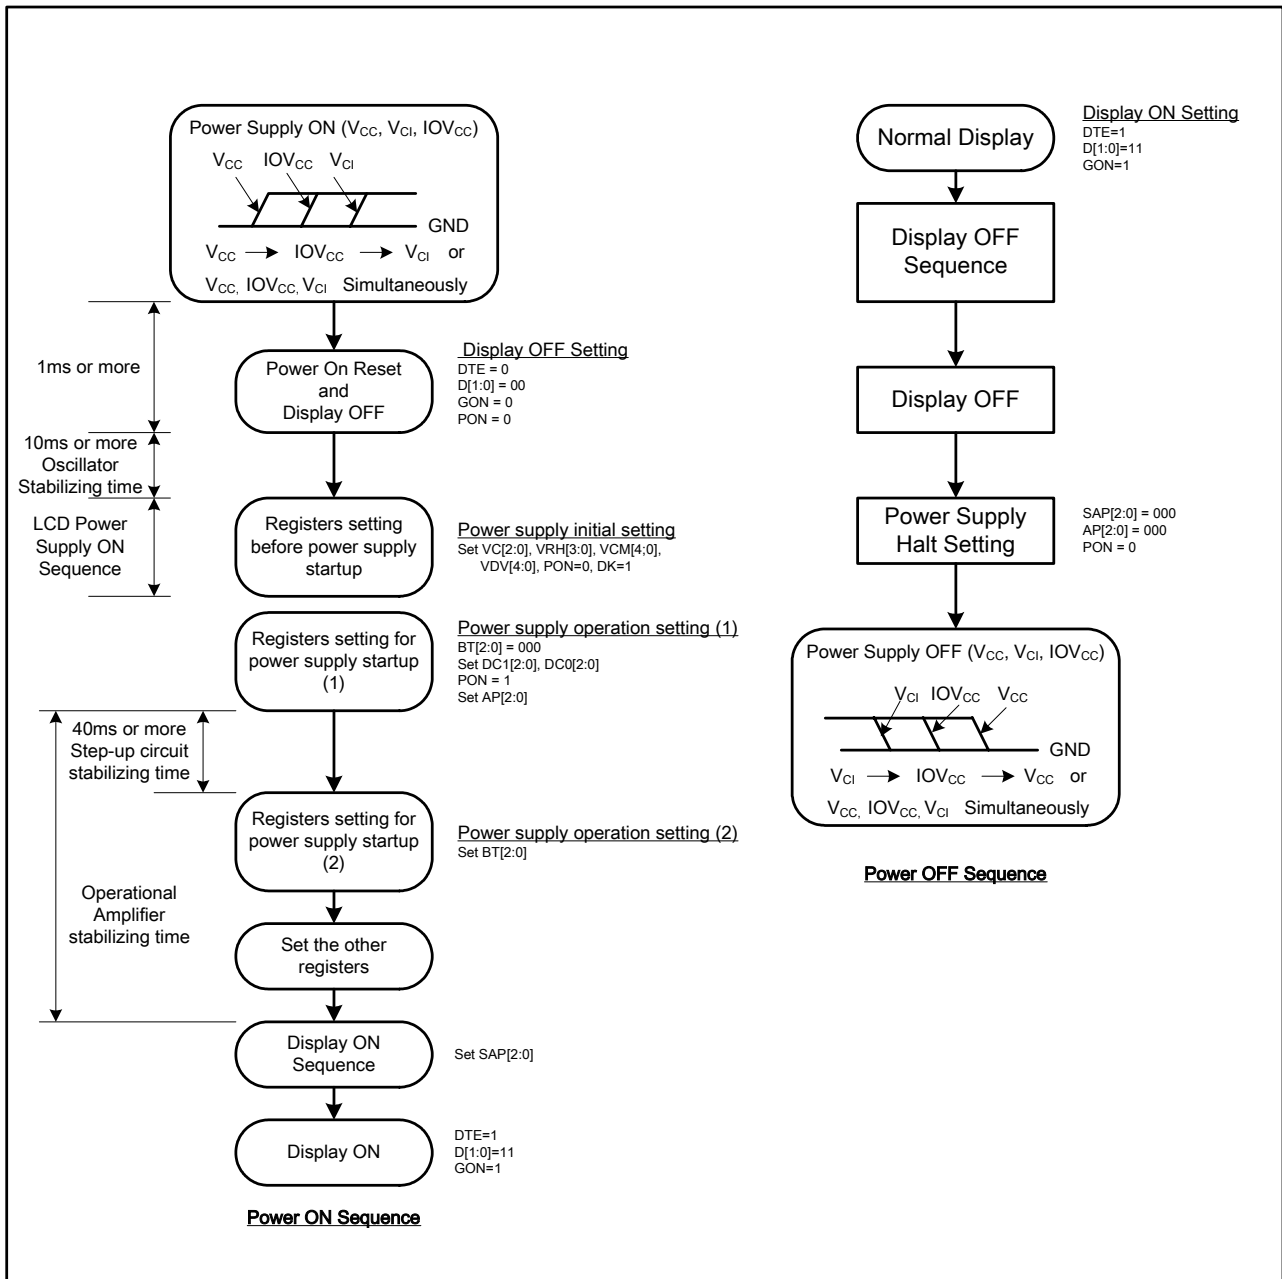 Power Supply ON (VCC, VCI, IOVCC)
VCC IOVCC VCI
GND
VCC IOVCC VCI or
VCC, IOVCC, VCI Simultaneously
1ms or more
Power On Reset
and
Display OFF
Display OFF Setting
DTE = 0
D[1:0] = 00
GON = 0
PON = 0
10ms or more
Oscillator
Stabilizing time
LCD Power
Supply ON
Sequence
Registers setting
before power supply
startup
Power supply initial setting
Set VC[2:0], VRH[3:0], VCM[4;0],
VDV[4:0], PON=0, DK=1
Registers setting for
power supply startup
(1)
Power supply operation setting (1)
BT[2:0] = 000
Set DC1[2:0], DC0[2:0]
PON = 1
Set AP[2:0]
40ms or more
Step-up circuit
stabilizing time
Registers setting for
power supply startup
(2)
Power supply operation setting (2)
Set BT[2:0]
Operational
Amplifier
stabilizing time
Set the other
registers
Display ON
Sequence
Set SAP[2:0]
Display ON
DTE=1
D[1:0]=11
GON=1
Power ON Sequence
Normal Display
Display ON Setting
DTE=1
D[1:0]=11
GON=1
Display OFF
Sequence
Display OFF
Power Supply
Halt Setting
SAP[2:0] = 000
AP[2:0] = 000
PON = 0
Power Supply OFF (VCC, VCI, IOVCC)
VCI IOVCC VCC
GND
VCI IOVCC VCC or
VCC, IOVCC, VCI Simultaneously
Power OFF Sequence